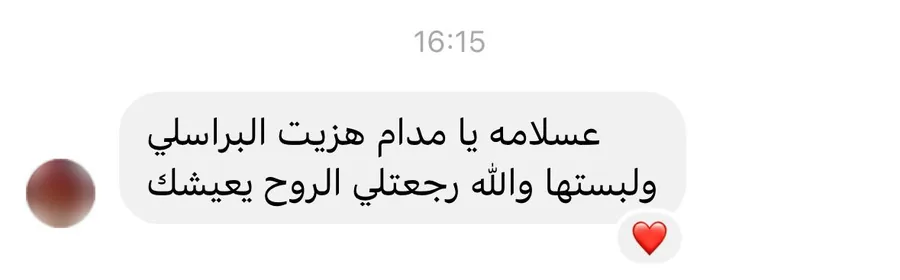 16:15
عسلامه يا مدام هزيت البراسلي
ولبستها والله رجعتلي الروح يعيشك